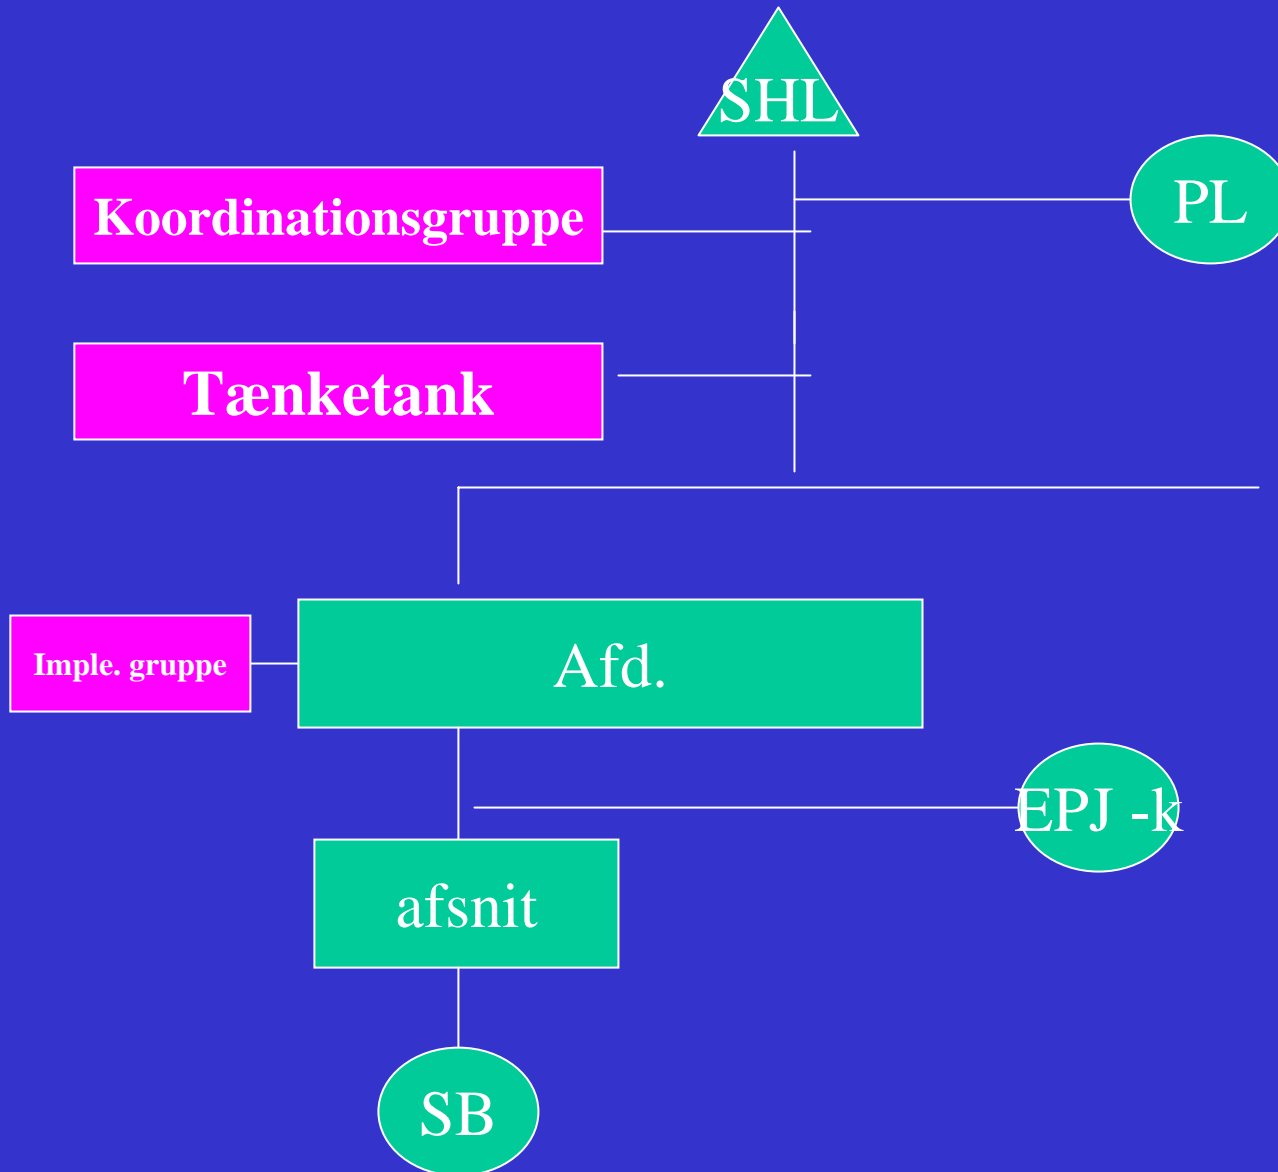 SHL
PL
Koordinationsgruppe
Tænketank
Imple. gruppe
Afd.
EPJ -k
afsnit
SB